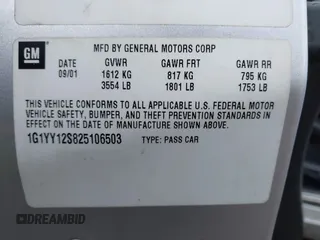 GM
MFD BY GENERAL MOTORS CORP
DATE GVWR GAWR FRT GAWR RR
09/01 1612 KG 817 KG 795 KG
3554 LB 1801 LB 1753 LB
THIS VEHICLE CONFORMS TO ALL APPLICABLE U.S. FEDERAL MOTOR
VEHICLE SAFETY, BUMPER, AND THEFT PREVENTION STANDARDS IN
EFFECT ON THE DATE OF MANUFACTURE SHOWN ABOVE.
1G1YY12S825106503 TYPE: PASS CAR
DREAMBID